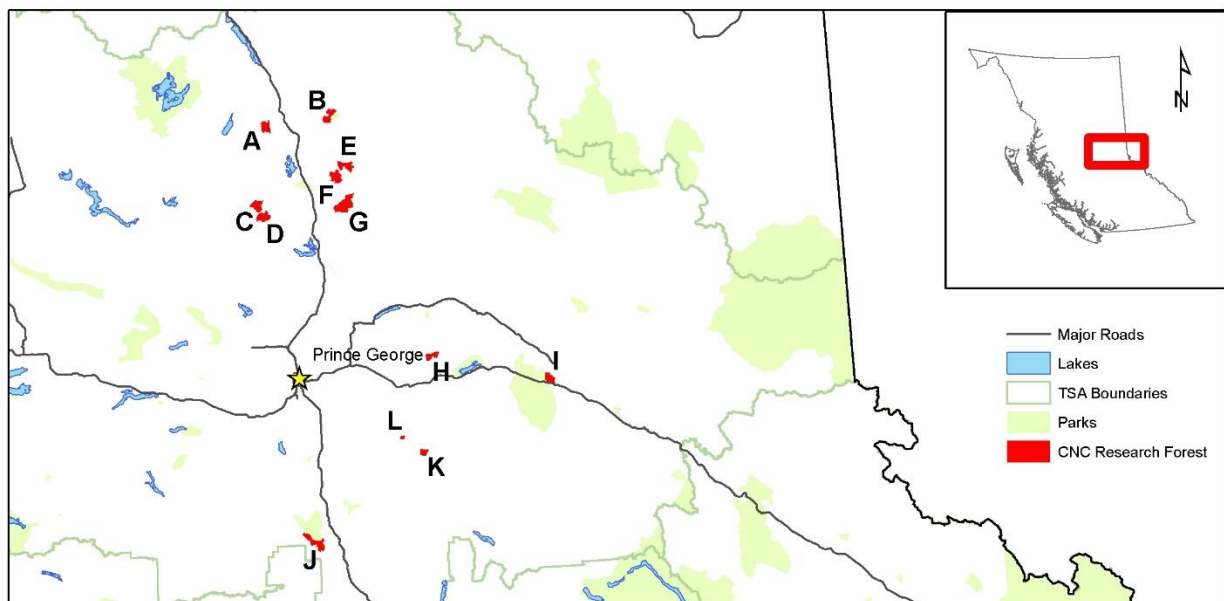 B
A
E
F
C
D
G
Prince George
H
I
L
K
J
N
Major Roads
Lakes
TSA Boundaries
Parks
CNC Research Forest